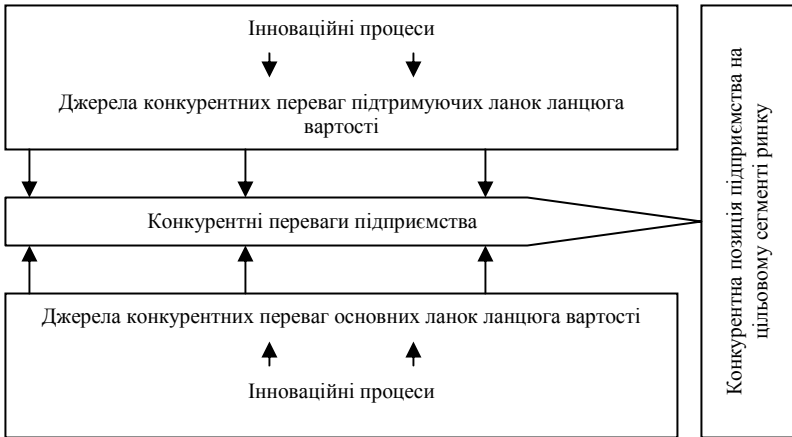 Інноваційні процеси
Джерела конкурентних переваг підтримуючих ланок ланцюга
вартості
Конкурентні переваги підприємства
Джерела конкурентних переваг основних ланок ланцюга вартості
Інноваційні процеси
Конкурентна позиція підприємства на
цільовому сегменті ринку